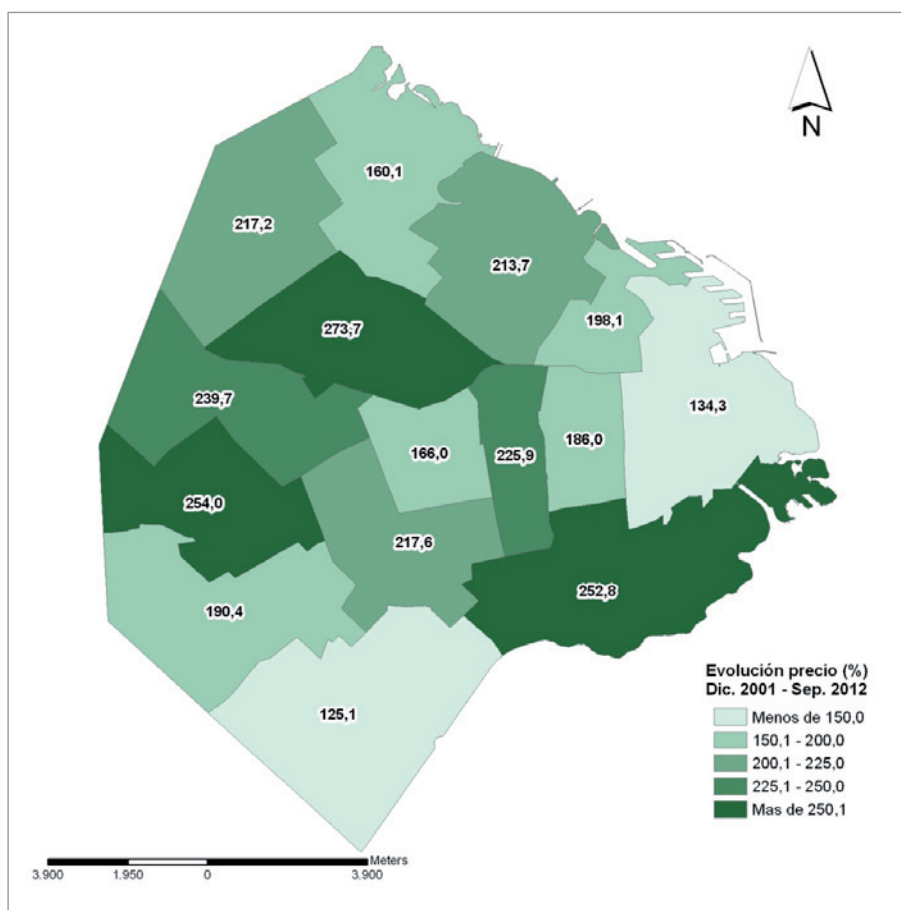 N
160,1
217,2
213,7
273,7
198,1
239,7
134,3
166,0
225,9
186,0
254,0
217,6
252,8
190,4
125,1
Evolución precio (%)
Dic. 2001 - Sep. 2012
Menos de 150,0
150,1 - 200,0
200,1 - 225,0
225,1 - 250,0
Mas de 250,1
Meters
3.900 1.950 0 3.900